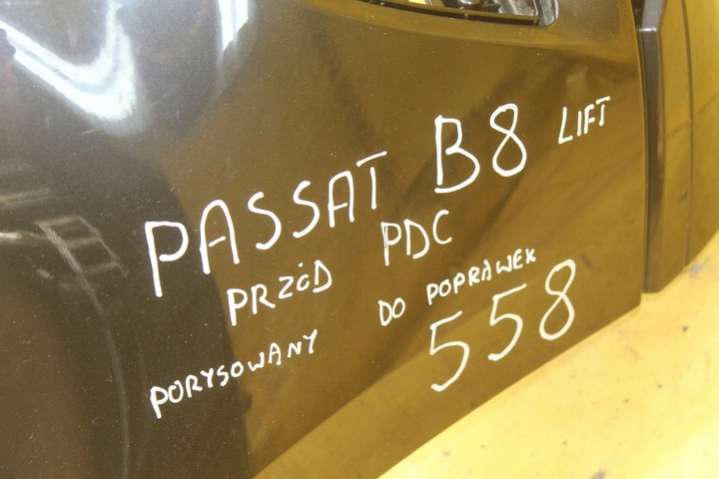 PASSAT B8 LIFT
PRZÓD PDC
PORYSOWANY DO POPRAWEK
558